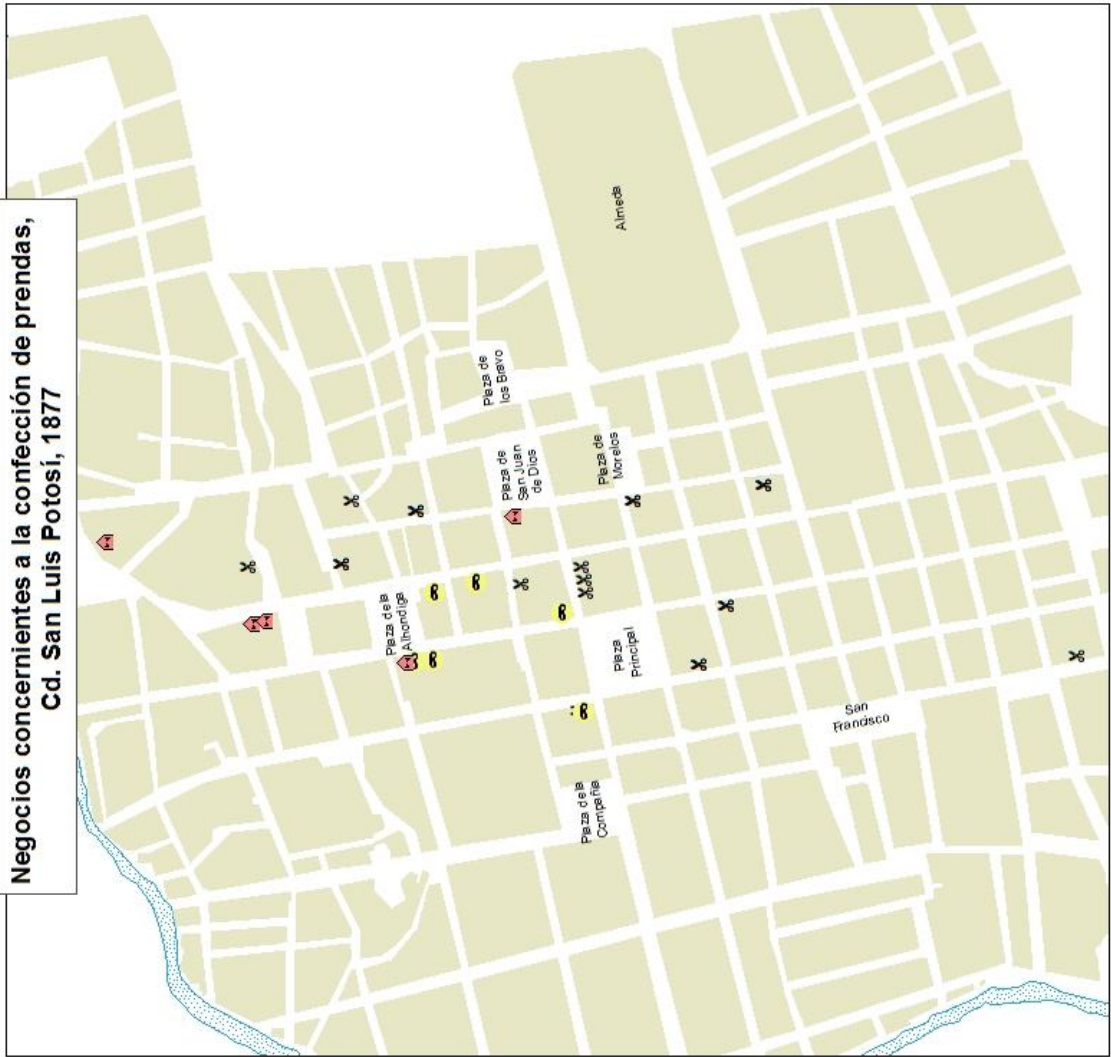 Negocios concernientes a la confección de prendas,
Cd. San Luis Potosí, 1877
Almeda
Plaza de
los Bravo
Plaza de
San Juan
de Dios
Plaza de
Morelos
Plaza de la
Alhondiga
Plaza
Principal
San
Francisco
Plaza de la
Compañia